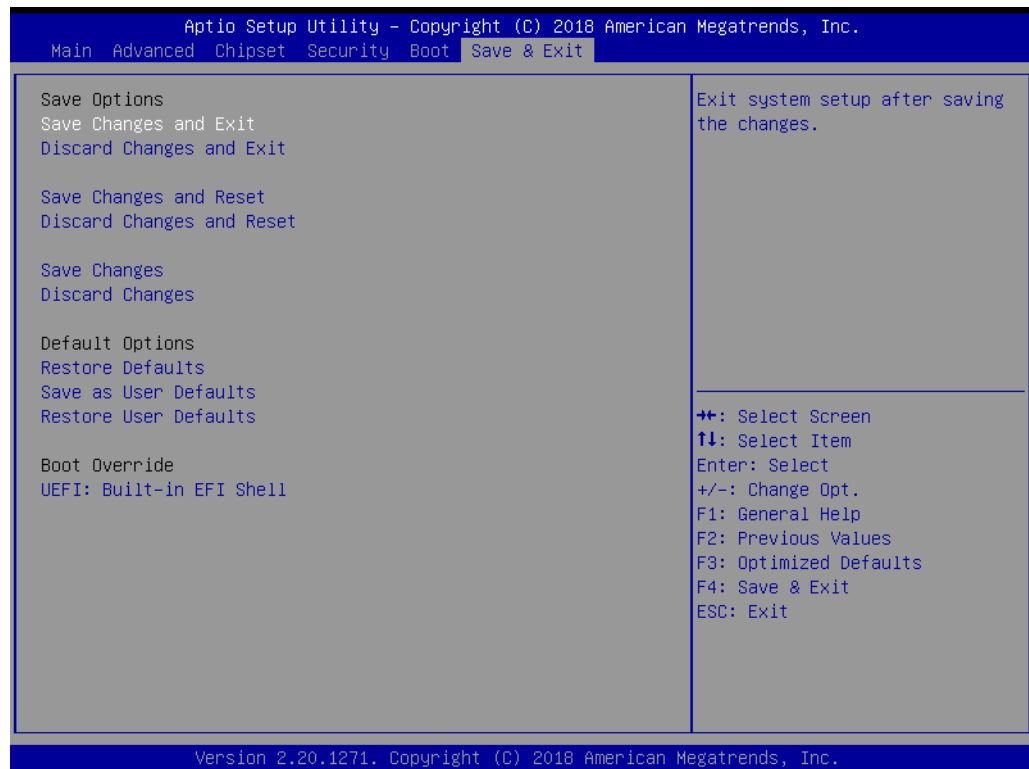 Aptio Setup Utility – Copyright (C) 2018 American Megatrends, Inc.
Main Advanced Chipset Security Boot Save & Exit
Save Options
Save Changes and Exit
Discard Changes and Exit
Save Changes and Reset
Discard Changes and Reset
Save Changes
Discard Changes
Default Options
Restore Defaults
Save as User Defaults
Restore User Defaults
Boot Override
UEFI: Built-in EFI Shell
Exit system setup after saving
the changes.
→←: Select Screen
↑↓: Select Item
Enter: Select
+/-: Change Opt.
F1: General Help
F2: Previous Values
F3: Optimized Defaults
F4: Save & Exit
ESC: Exit
Version 2.20.1271. Copyright (C) 2018 American Megatrends, Inc.